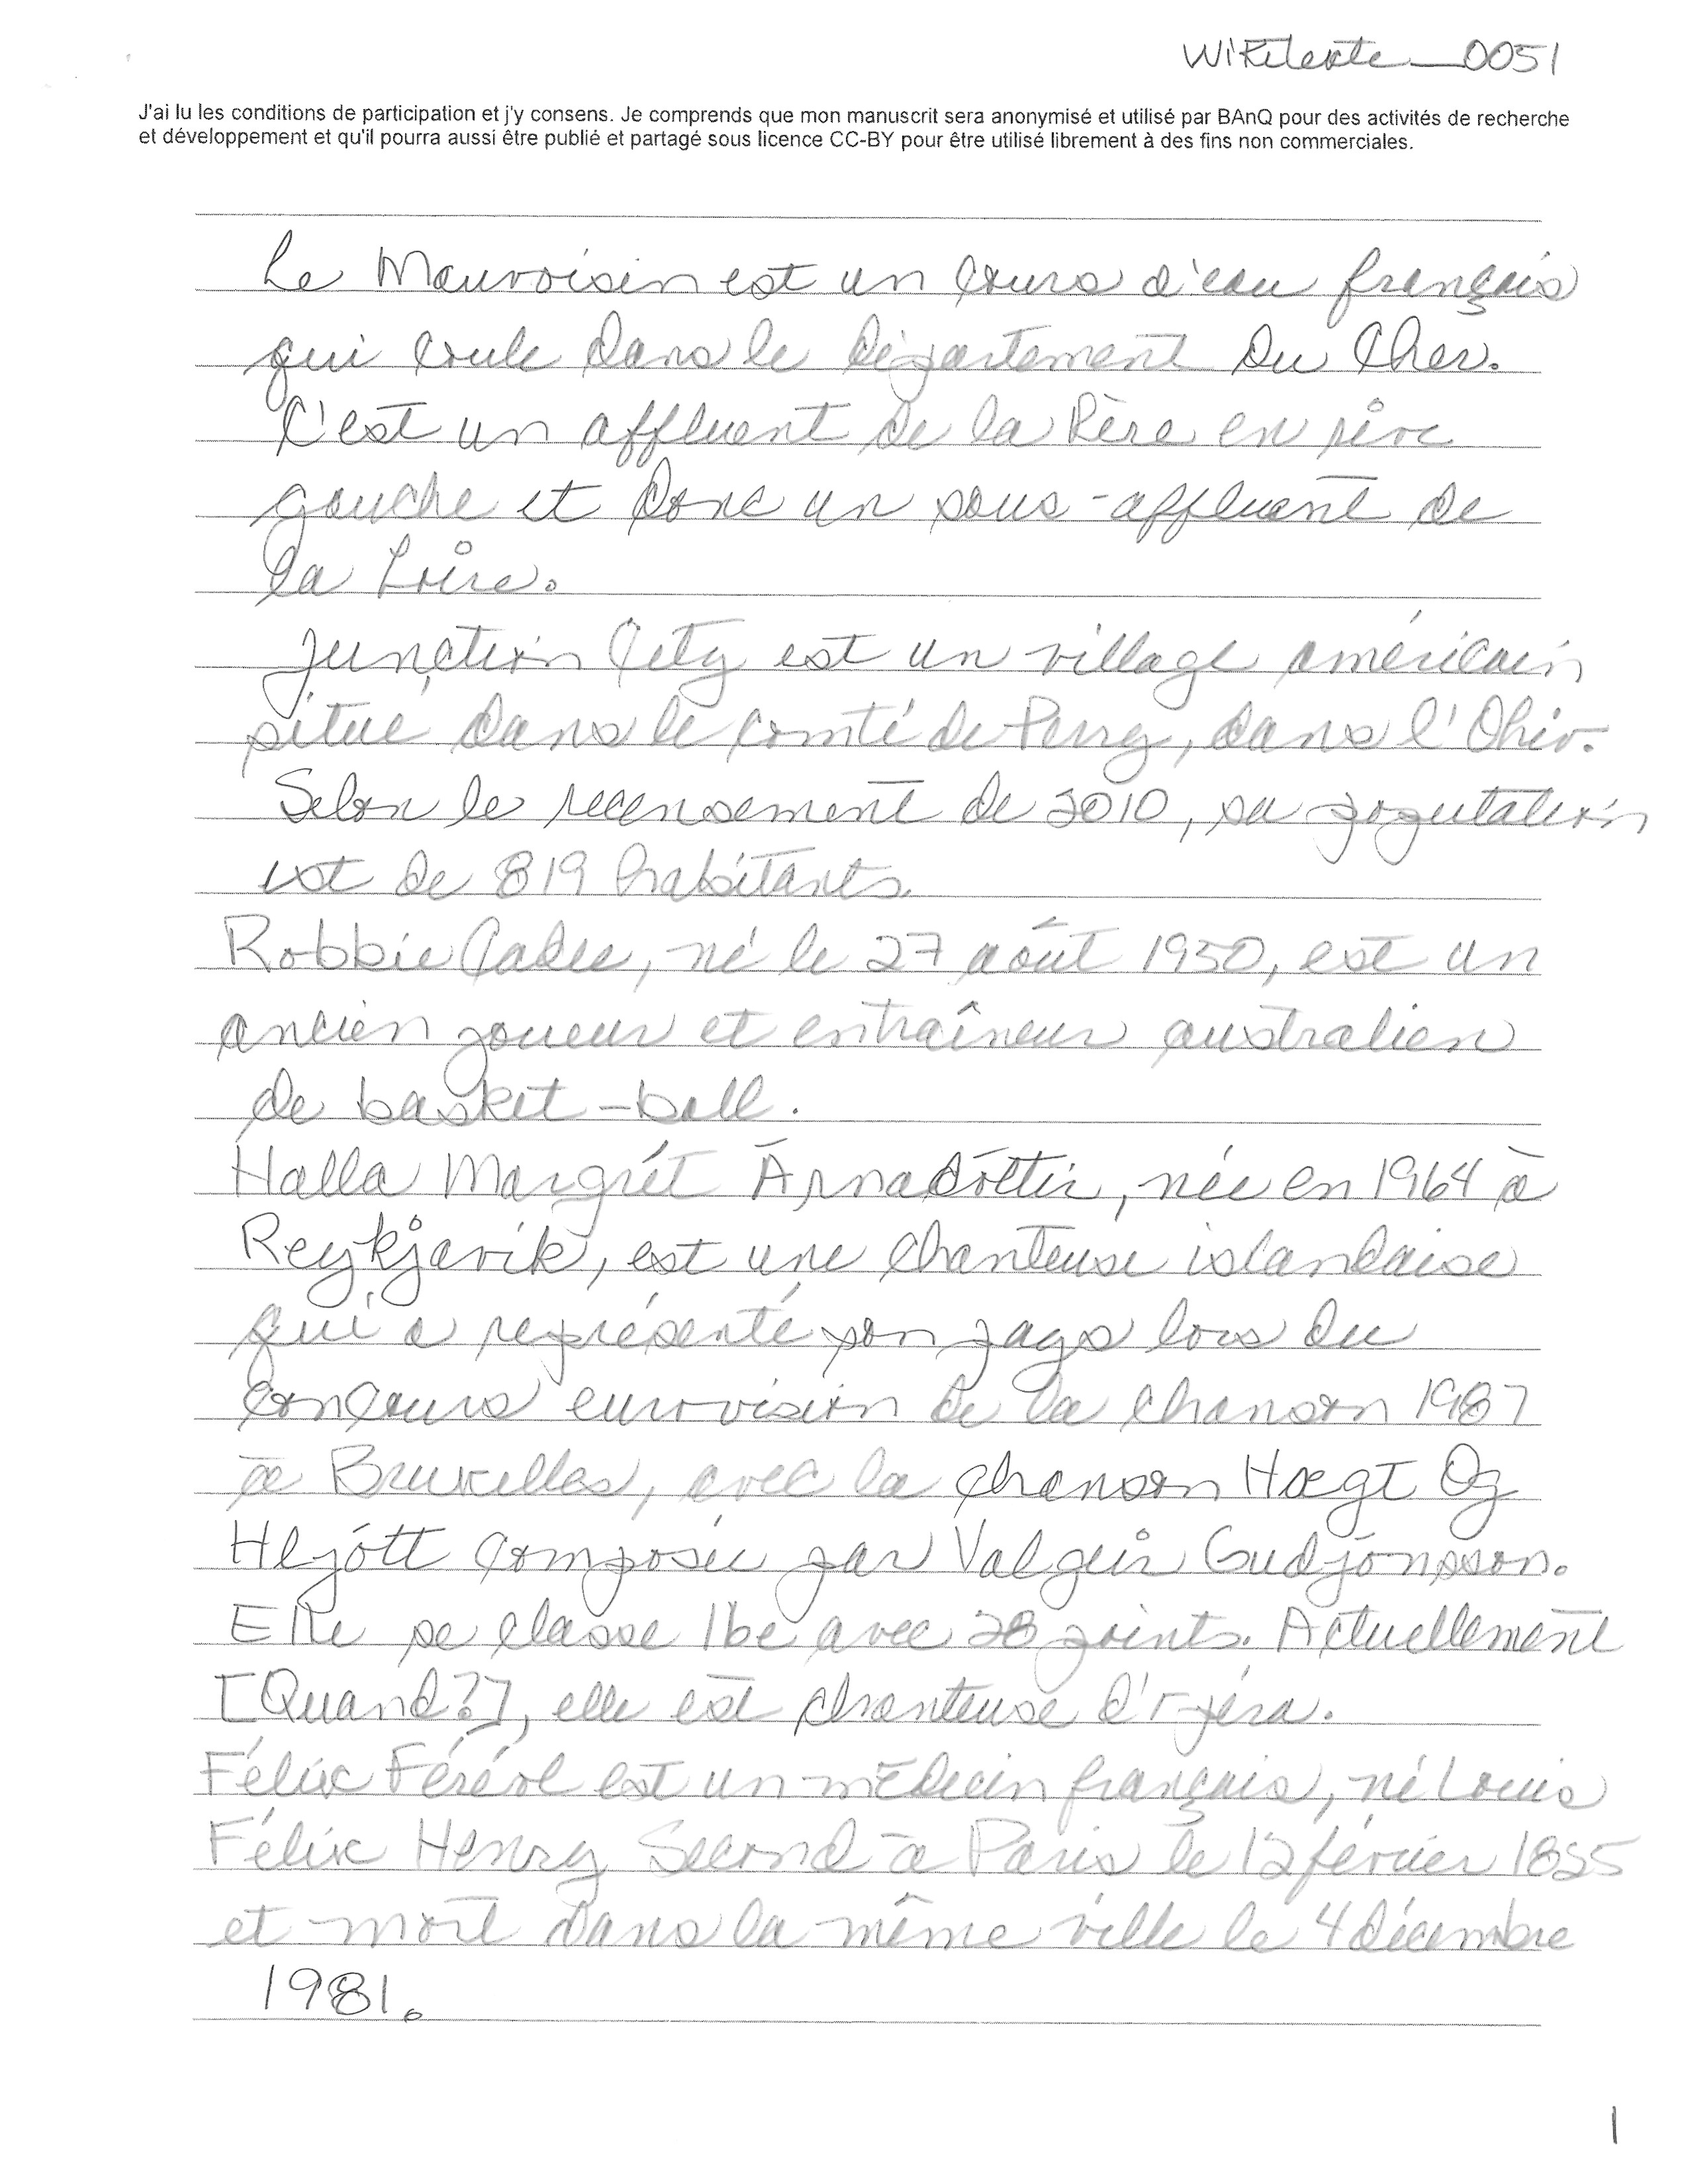 Wikitexte_0051
J'ai lu les conditions de participation et j'y consens. Je comprends que mon manuscrit sera anonymisé et utilisé par BAnQ pour des activités de recherche
et développement et qu'il pourra aussi être publié et partagé sous licence CC-BY pour être utilisé librement à des fins non commerciales.
Le Mauvoisin est un cours d'eau français
qui coule dans le département du Cher.
C'est un affluent de la Rère en rive
gauche et donc un sous-affluent de
la Loire.
Junction City est un village américain
situé dans le comté de Perry, dans l'Ohio.
Selon le recensement de 2010, sa population
est de 819 habitants.
Robbie Cadee, né le 27 août 1950, est un
ancien joueur et entraîneur australien
de basket-ball.
Halla Margrét Árnadóttir, née en 1964 à
Reykjavik, est une chanteuse islandaise
qui a représenté son pays lors du
concours eurovision de la chanson 1987
à Bruxelles, avec la chanson Hægt Og
Hljótt composée par Valgeir Gudjónsson.
Elle se classe 16e avec 28 points. Actuellement
[Quand?], elle est chanteuse d'opéra.
Félix Féréol est un médecin français, né Louis
Félix Henry Second à Paris le 12 février 1825
et mort dans la même ville le 4 décembre
1981.
1